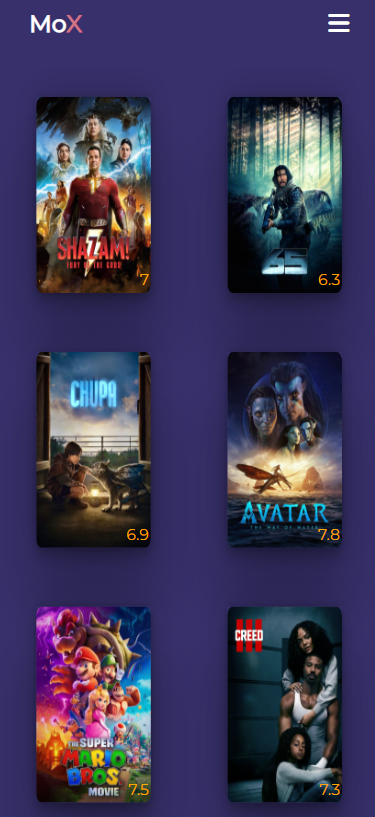 MoX
SHAZAM!
FURY OF THE GODS
7
65
6.3
CHUPA
6.9
AVATAR
THE WAY OF WATER
7.8
THE SUPER
MARIO
BROS
MOVIE
7.5
CREED
III
7.3